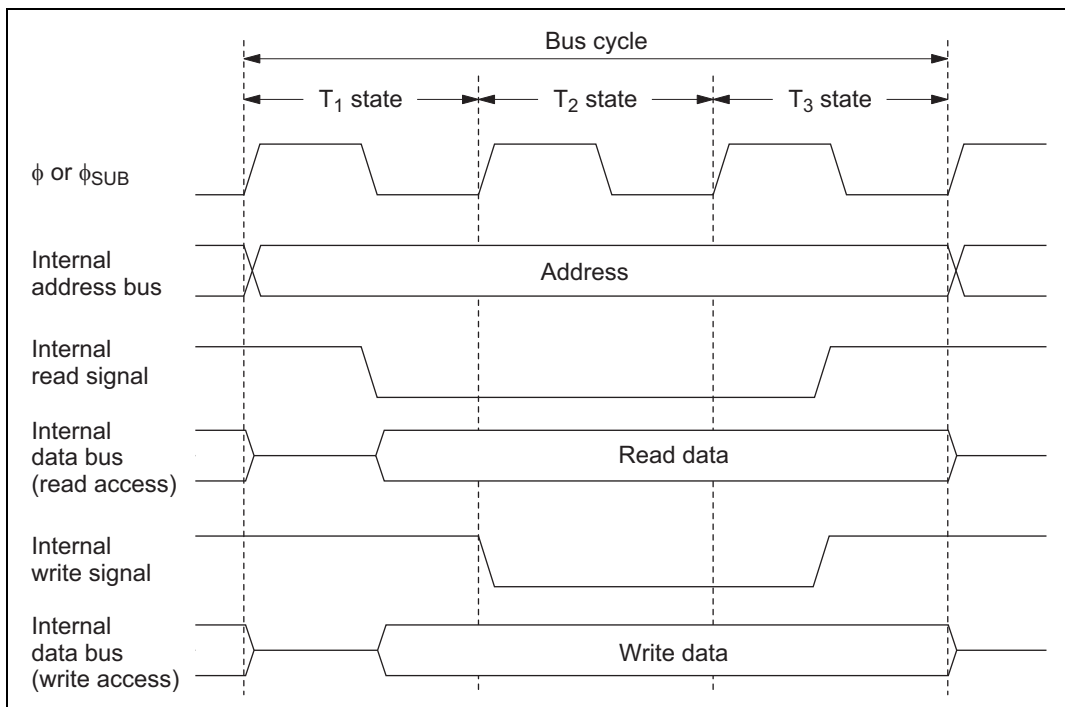 Bus cycle
T₁ state
T₂ state
T₃ state
ϕ or ϕSUB
Internal
address bus
Address
Internal
read signal
Internal
data bus
(read access)
Read data
Internal
write signal
Internal
data bus
(write access)
Write data